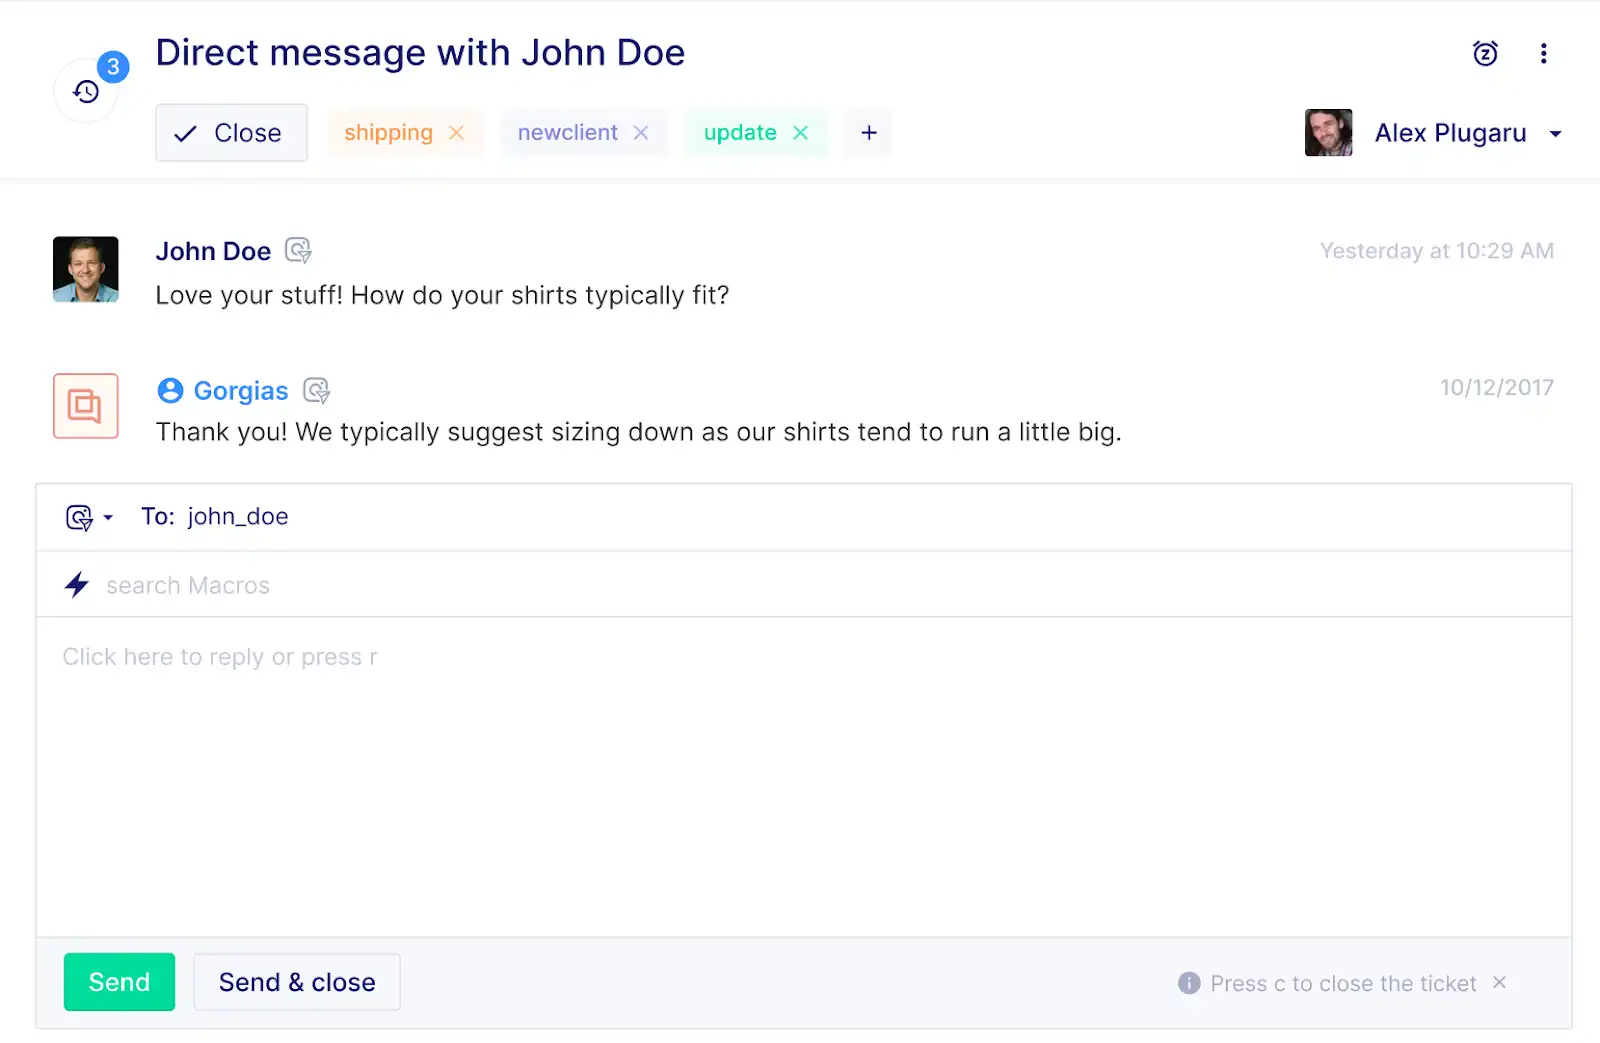 3
Direct message with John Doe
Close
shipping
newclient
update
+
Alex Plugaru
John Doe
Yesterday at 10:29 AM
Love your stuff! How do your shirts typically fit?
Gorgias
10/12/2017
Thank you! We typically suggest sizing down as our shirts tend to run a little big.
To: john_doe
search Macros
Click here to reply or press r
Send
Send & close
Press c to close the ticket